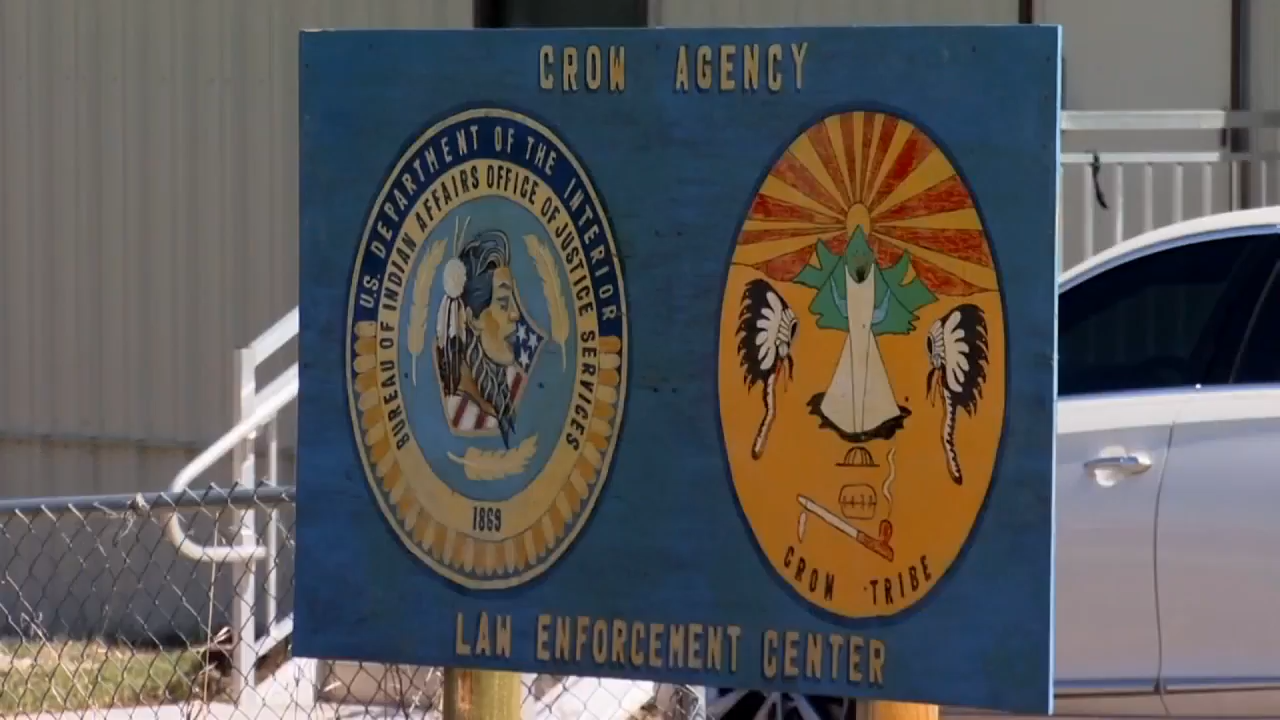 CROW AGENCY
U.S. DEPARTMENT OF THE INTERIOR
BUREAU OF INDIAN AFFAIRS OFFICE OF JUSTICE SERVICES
1869
CROW TRIBE
LAW ENFORCEMENT CENTER